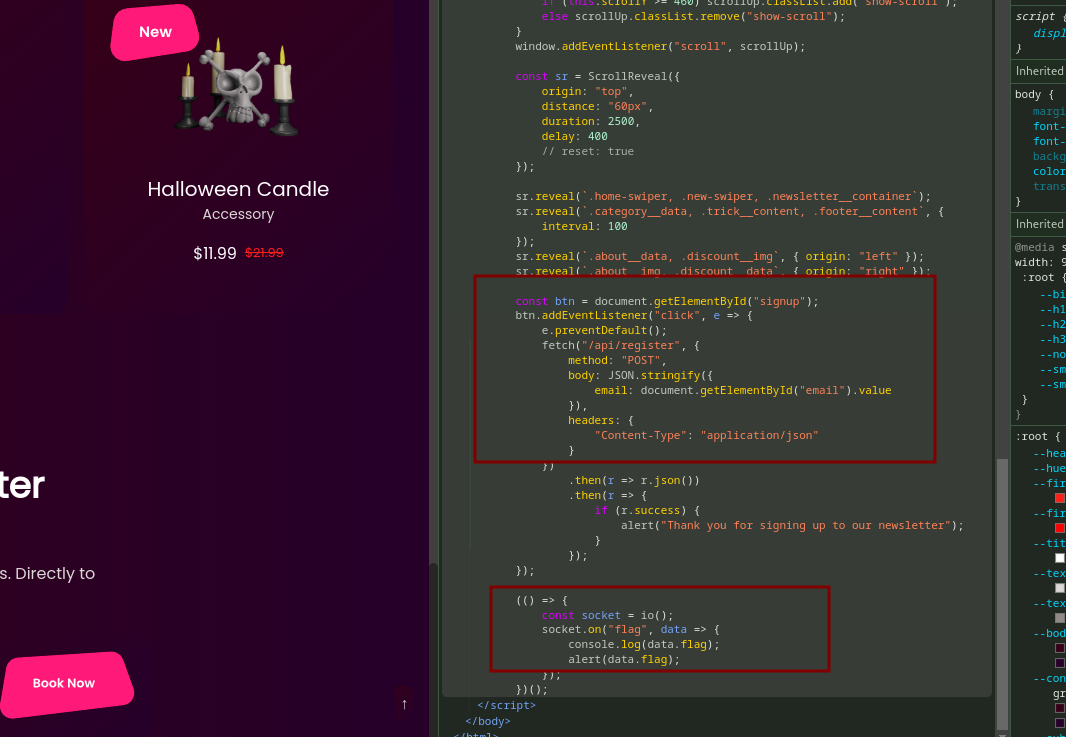 New
Halloween Candle
Accessory
$11.99 $21.99
ter
s. Directly to
Book Now
↑
if (this.scrollY >= 460) scrollUp.classList.add("show-scroll");
else scrollUp.classList.remove("show-scroll");
}
window.addEventListener("scroll", scrollUp);
const sr = ScrollReveal({
origin: "top",
distance: "60px",
duration: 2500,
delay: 400
// reset: true
});
sr.reveal(`.home-swiper, .new-swiper, .newsletter__container`);
sr.reveal(`.category__data, .trick__content, .footer__content`, {
interval: 100
});
sr.reveal(`.about__data, .discount__img`, { origin: "left" });
sr.reveal(`.about__img, .discount__data`, { origin: "right" });
const btn = document.getElementById("signup");
btn.addEventListener("click", e => {
e.preventDefault();
fetch("/api/register", {
method: "POST",
body: JSON.stringify({
email: document.getElementById("email").value
}),
headers: {
"Content-Type": "application/json"
}
})
.then(r => r.json())
.then(r => {
if (r.success) {
alert("Thank you for signing up to our newsletter");
}
});
});
(() => {
const socket = io();
socket.on("flag", data => {
console.log(data.flag);
alert(data.flag);
});
})();
</script>
</body>
</html>
script {
displ
}
Inherited
body {
margi
font-
font-
backg
color
trans
}
Inherited
@media s
width: 9
:root {
--bi
--h1
--h2
--h3
--no
--sm
--sm
}
}
:root {
--hea
--hue
--fir
--fir
--tit
--tex
--tex
--bod
--con
gr